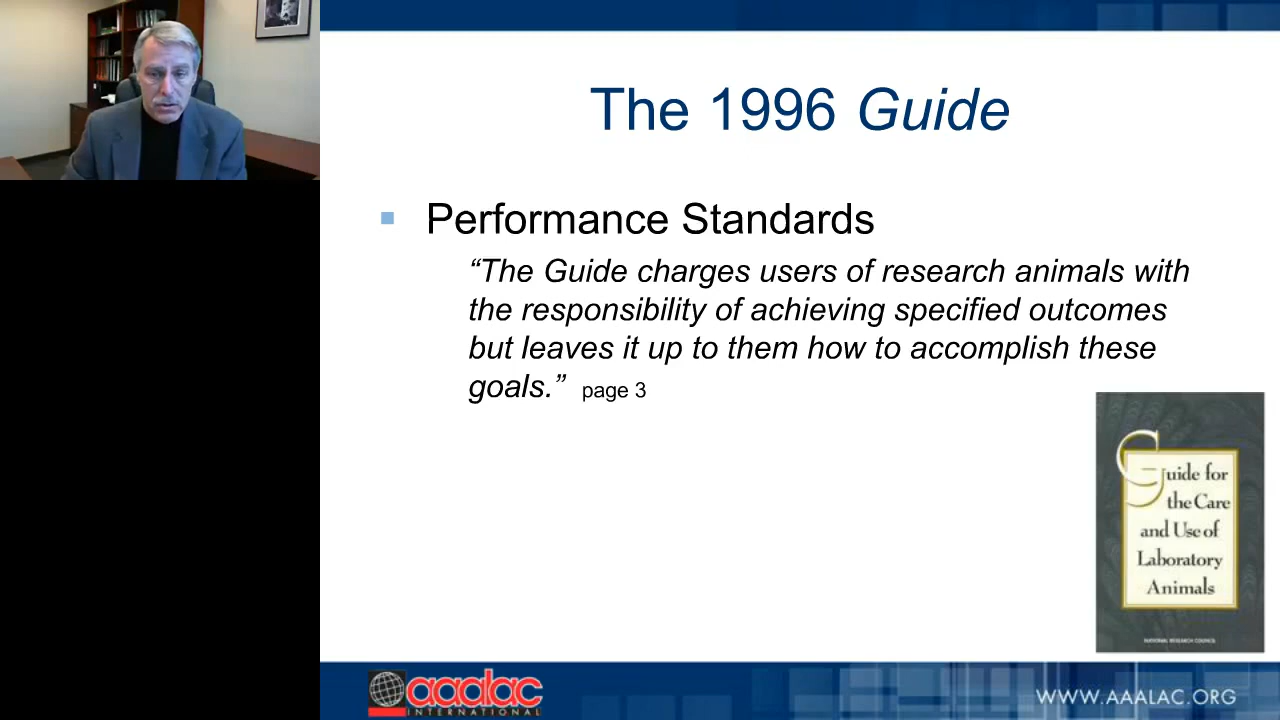 The 1996 Guide
Performance Standards
“The Guide charges users of research animals with
the responsibility of achieving specified outcomes
but leaves it up to them how to accomplish these
goals.” page 3
Guide for
the Care
and Use of
Laboratory
Animals
NATIONAL RESEARCH COUNCIL
aaalac
INTERNATIONAL
WWW.AAALAC.ORG